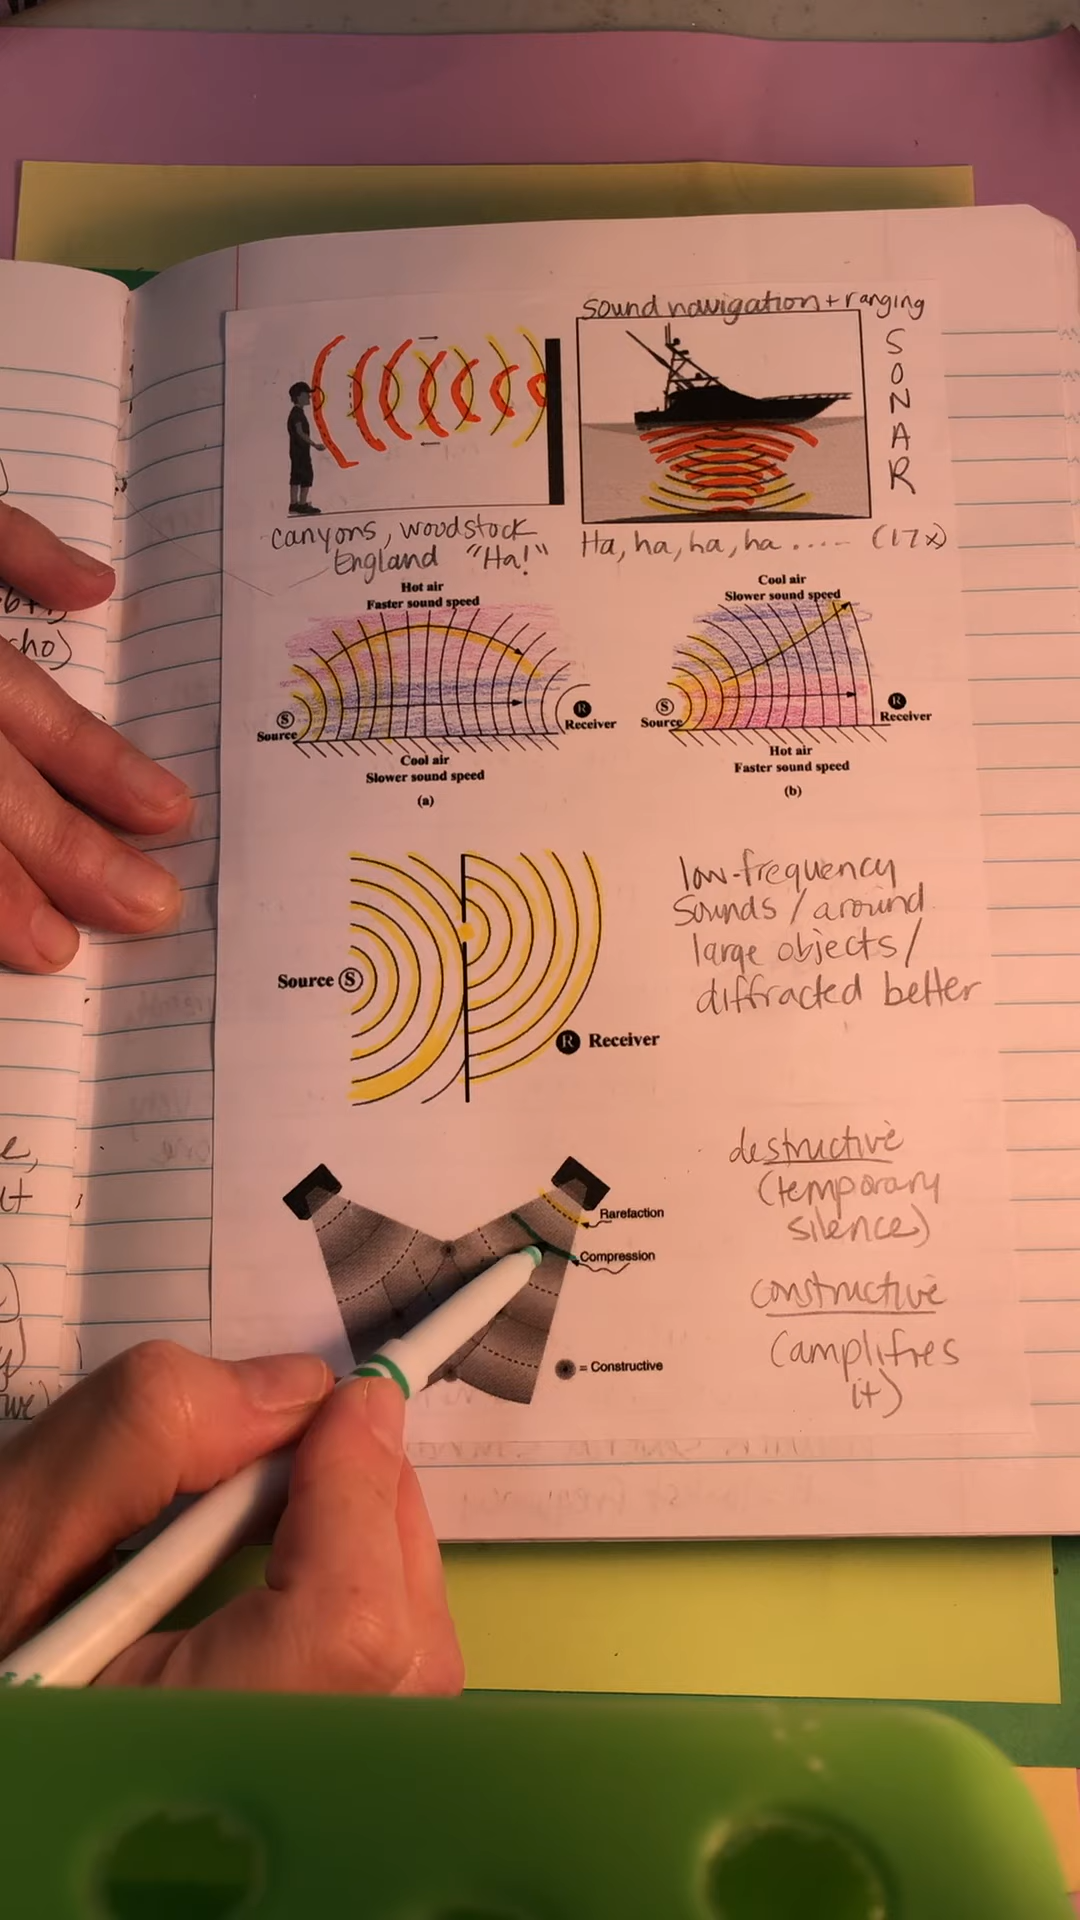 sound navigation + ranging
S
O
N
A
R
canyons, woodstock
England "Ha!"
Ha, ha, ha, ha ..... (17x)
Hot air
Faster sound speed
S
Source
R
Receiver
Cool air
Slower sound speed
(a)
Cool air
Slower sound speed
S
Source
R
Receiver
Hot air
Faster sound speed
(b)
low-frequency
sounds / around
large objects /
diffracted better
Source S
R Receiver
destructive
(temporary
silence)
Rarefaction
Compression
constructive
(amplifies
it)
= Constructive
cho)